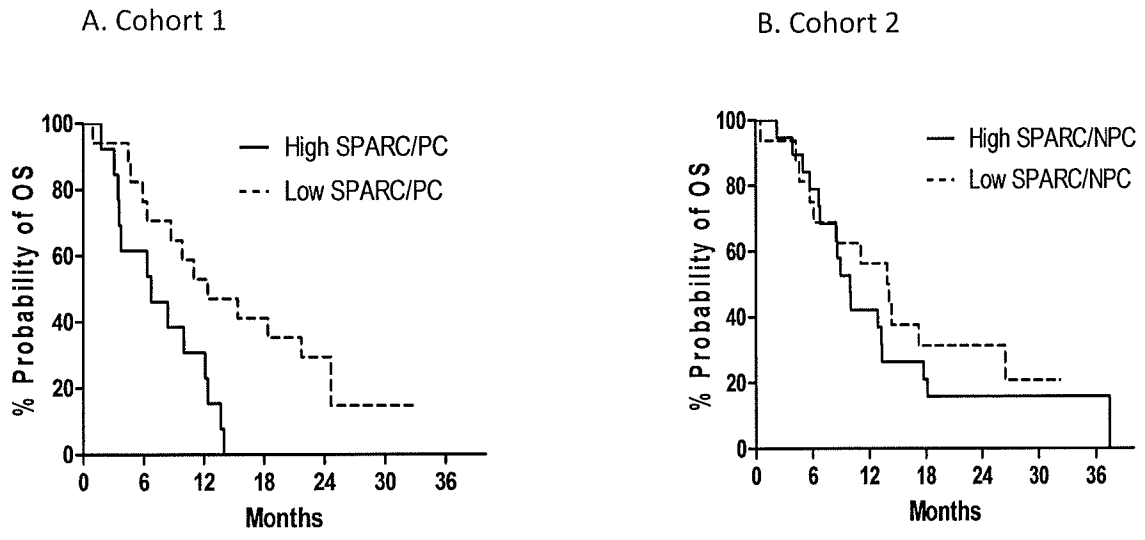 A. Cohort 1
% Probability of OS
100
80
60
40
20
0
High SPARC/PC
Low SPARC/PC
0 6 12 18 24 30 36
Months
B. Cohort 2
% Probability of OS
100
80
60
40
20
0
High SPARC/NPC
Low SPARC/NPC
0 6 12 18 24 30 36
Months